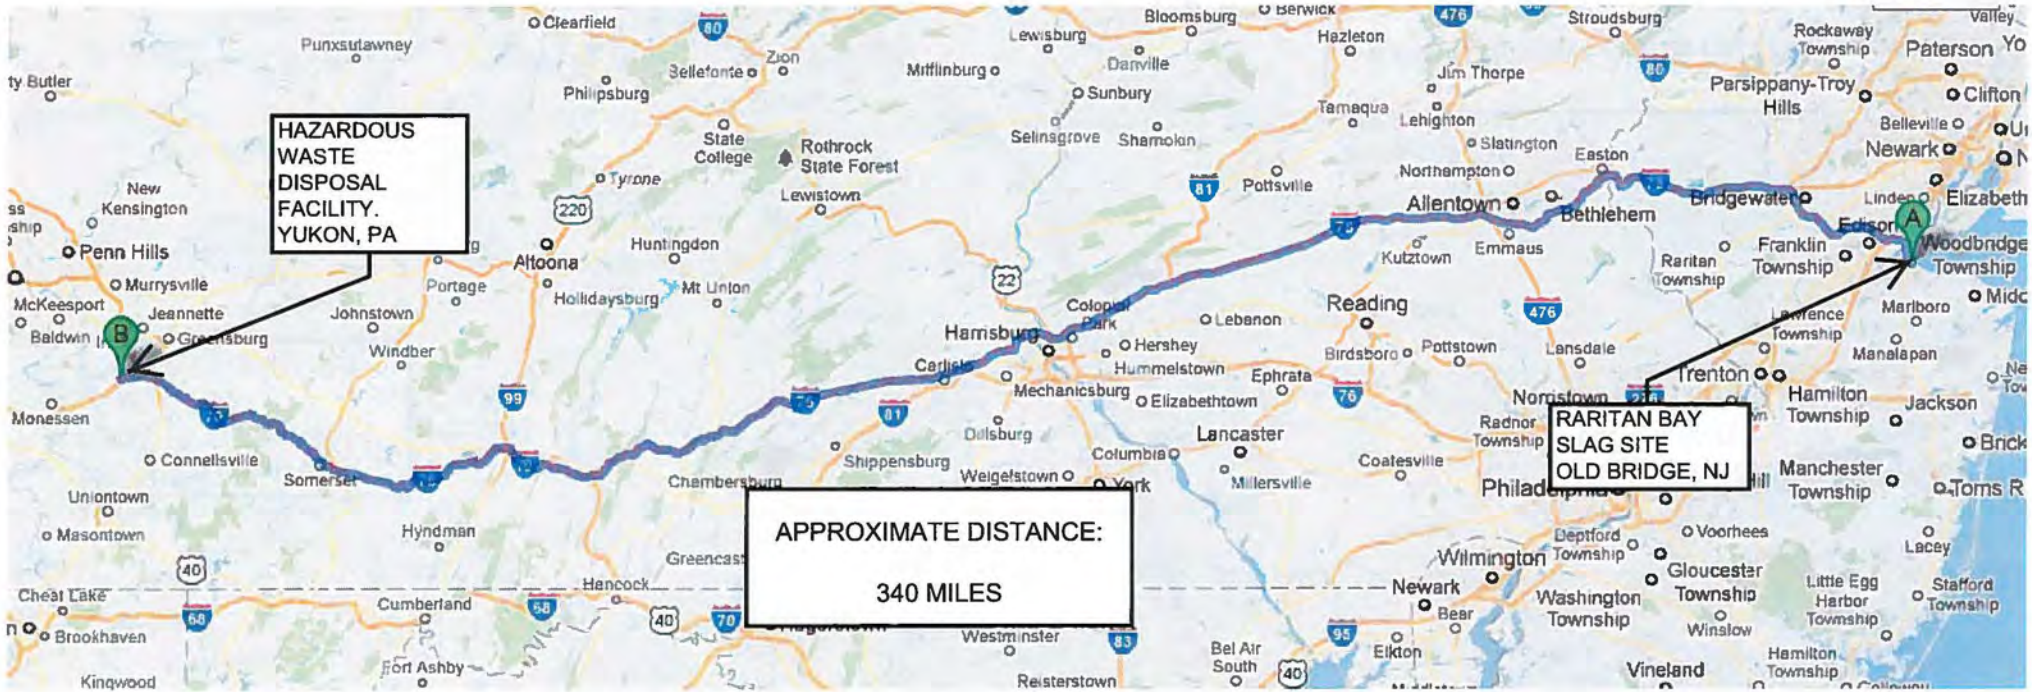 Clearfield
80
Bloomsburg
Berwick
476
Stroudsburg
Valley
Punxsutawney
Lewisburg
Hazleton
Rockaway
Township
Paterson
Yo
ty Butler
Bellefonte
Zion
Mifflinburg
Danville
Jim Thorpe
80
Parsippany-Troy
Hills
Clifton
Philipsburg
Sunbury
Tamaqua
Lehighton
Belleville
HAZARDOUS
WASTE
DISPOSAL
FACILITY.
YUKON, PA
State
College
Rothrock
State Forest
Selinsgrove
Shamokin
Slatington
Easton
Newark
New
Kensington
Tyrone
Lewistown
81
Pottsville
Northampton
78
Bridgewater
Linden
Elizabeth
220
Allentown
Bethlehem
A
Edison
Penn Hills
Altoona
Huntingdon
78
Emmaus
Kutztown
Raritan
Township
Franklin
Township
Woodbridge
Township
Murrysville
Portage
Hollidaysburg
Mt Union
22
McKeesport
Jeannette
Johnstown
Colonial
Park
Reading
476
Marlboro
Baldwin
B
Greensburg
Windber
Harrisburg
Lebanon
Lawrence
Township
Hershey
Birdsboro
Pottstown
Lansdale
Manalapan
Carlisle
Hummelstown
Ephrata
Trenton
Monessen
70
99
76
81
Mechanicsburg
Elizabethtown
76
Norristown
276
Hamilton
Township
Jackson
Dillsburg
Lancaster
Radnor
Township
RARITAN BAY
SLAG SITE
OLD BRIDGE, NJ
Brick
Connellsville
Somerset
Shippensburg
Columbia
Coatesville
Chambersburg
Weigelstown
York
Millersville
Philadelphia
Hill
Manchester
Township
Toms R
Uniontown
Masontown
Hyndman
APPROXIMATE DISTANCE:
340 MILES
Voorhees
Deptford
Township
Lacey
Greencast
Wilmington
40
Hancock
Newark
Gloucester
Township
Little Egg
Harbor
Township
Stafford
Township
Cheat Lake
68
Cumberland
68
40
70
Bear
Washington
Township
Winslow
Brookhaven
Westminster
83
95
Elkton
Fort Ashby
Bel Air
South
40
Vineland
Hamilton
Township
Kingwood
Reisterstown